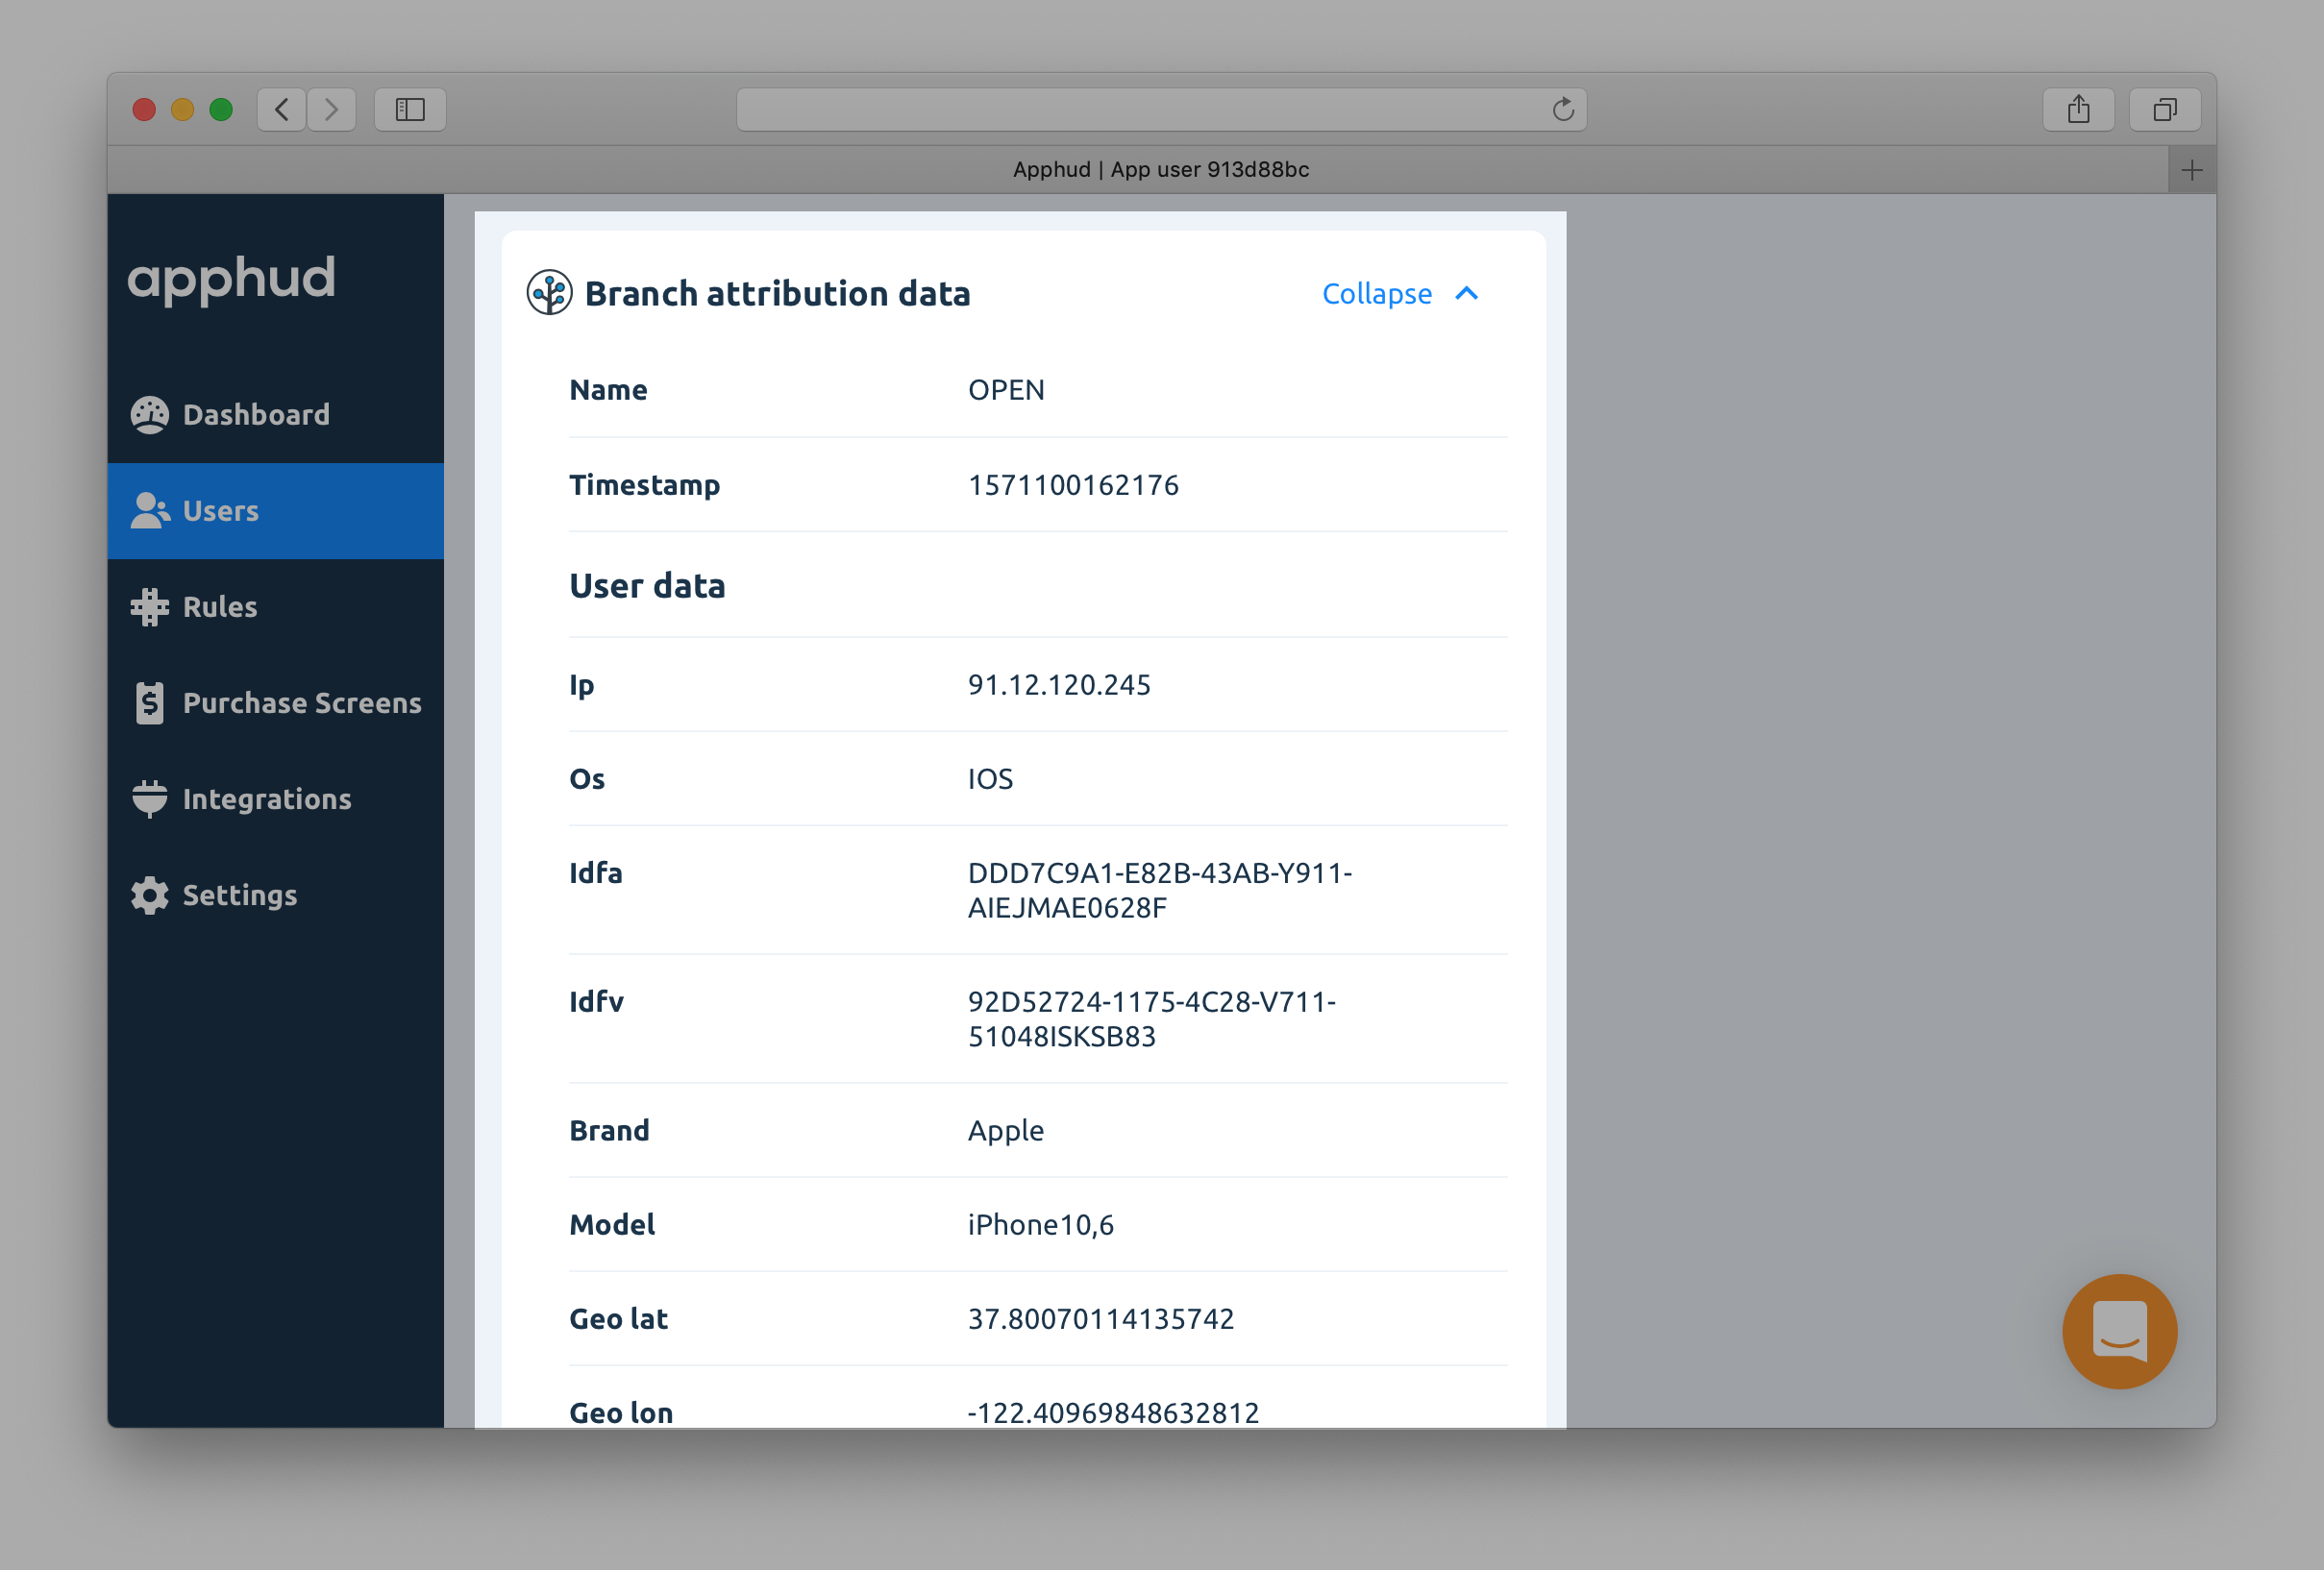 Apphud | App user 913d88bc
apphud
Dashboard
Users
Rules
Purchase Screens
Integrations
Settings
Branch attribution data
Collapse
Name OPEN
Timestamp 1571100162176
User data
Ip 91.12.120.245
Os IOS
Idfa DDD7C9A1-E82B-43AB-Y911-
AIEJMAE0628F
Idfv 92D52724-1175-4C28-V711-
51048ISKSB83
Brand Apple
Model iPhone10,6
Geo lat 37.80070114135742
Geo lon -122.40969848632812